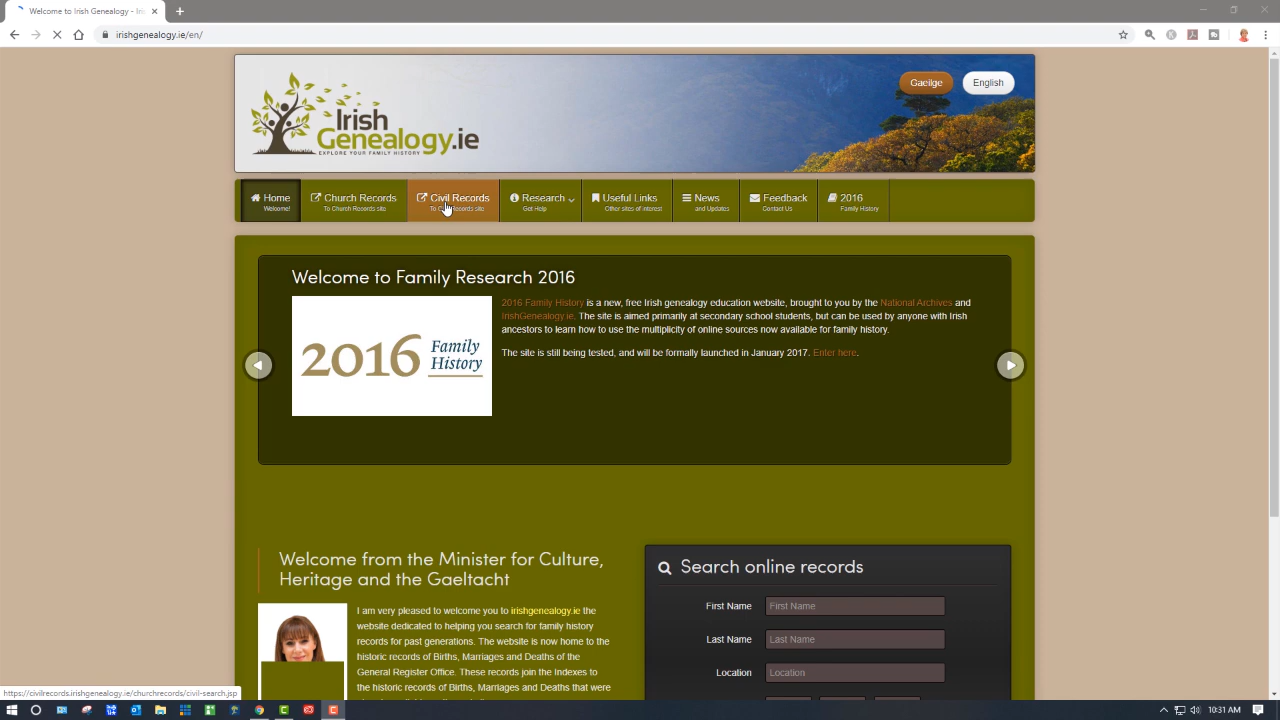 Welcome to Irish Genealogy - Iri
irishgenealogy.ie/en/
Irish
Genealogy.ie
EXPLORE YOUR FAMILY HISTORY
Gaeilge
English
Home
Welcome!
Church Records
To Church Records site
Civil Records
Research
Get Help
Useful Links
Other sites of interest
News
and Updates
Feedback
Contact Us
2016
Family History
Welcome to Family Research 2016
2016 Family History
2016 Family History is a new, free Irish genealogy education website, brought to you by the National Archives and
IrishGenealogy.ie. The site is aimed primarily at secondary school students, but can be used by anyone with Irish
ancestors to learn how to use the multiplicity of online sources now available for family history.
The site is still being tested, and will be formally launched in January 2017. Enter here.
Welcome from the Minister for Culture,
Heritage and the Gaeltacht
I am very pleased to welcome you to irishgenealogy.ie the
website dedicated to helping you search for family history
records for past generations. The website is now home to the
historic records of Births, Marriages and Deaths of the
General Register Office. These records join the Indexes to
the historic records of Births, Marriages and Deaths that were
Search online records
First Name
First Name
Last Name
Last Name
Location
Location
https://civilrecords.irishgenealogy.ie/churchrecords/civil-search.jsp
10:31 AM